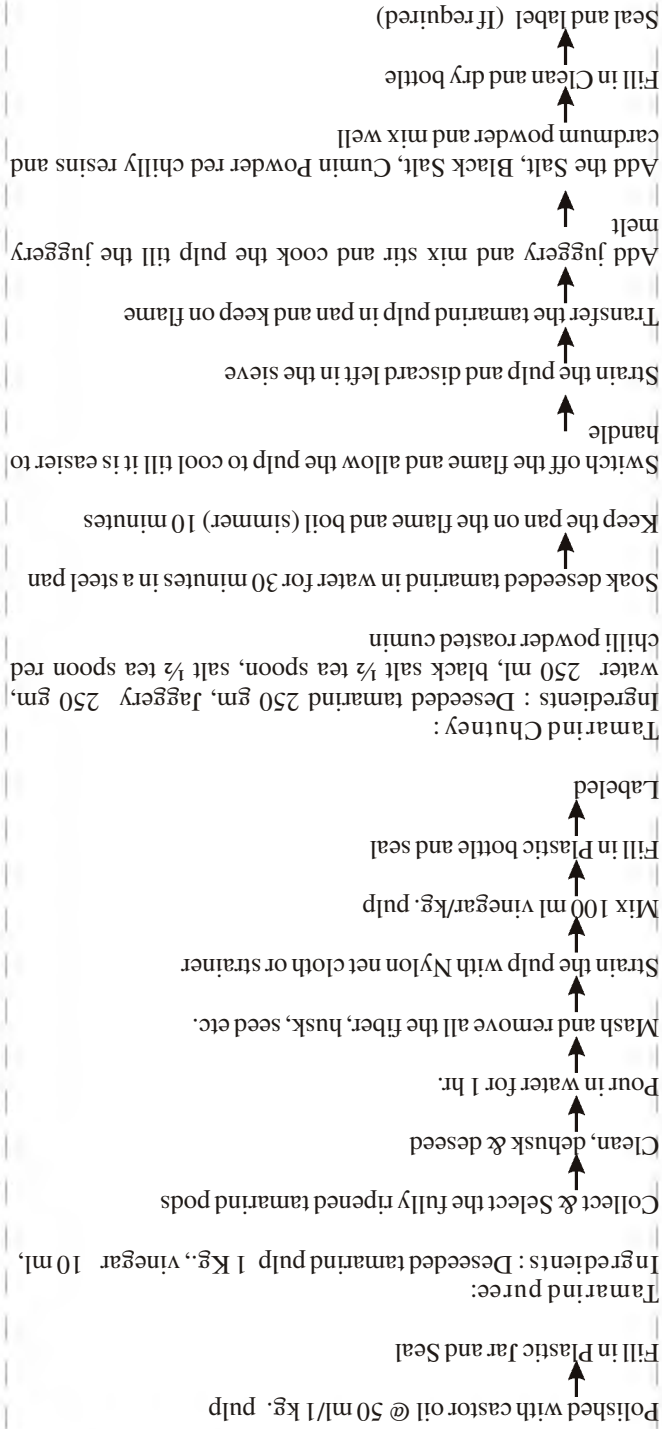 Polished with castor oil @ 50 ml/1 kg. pulp
Fill in Plastic Jar and Seal
Tamarind puree:
Ingredients : Deseeded tamarind pulp 1 Kg., vinegar 10 ml,
Collect & Select the fully ripened tamarind pods
Clean, dehusk & deseed
Pour in water for 1 hr.
Mash and remove all the fiber, husk, seed etc.
Strain the pulp with Nylon net cloth or strainer
Mix 100 ml vinegar/kg. pulp
Fill in Plastic bottle and seal
Labeled
Tamarind Chutney :
Ingredients : Deseeded tamarind 250 gm, Jaggery 250 gm,
water 250 ml, black salt ½ tea spoon, salt ½ tea spoon red
chilli powder roasted cumin
Soak deseeded tamarind in water for 30 minutes in a steel pan
Keep the pan on the flame and boil (simmer) 10 minutes
Switch off the flame and allow the pulp to cool till it is easier to
handle
Strain the pulp and discard left in the sieve
Transfer the tamarind pulp in pan and keep on flame
Add juggery and mix stir and cook the pulp till the juggery
melt
Add the Salt, Black Salt, Cumin Powder red chilly resins and
cardmum powder and mix well
Fill in Clean and dry bottle
Seal and label (If required)